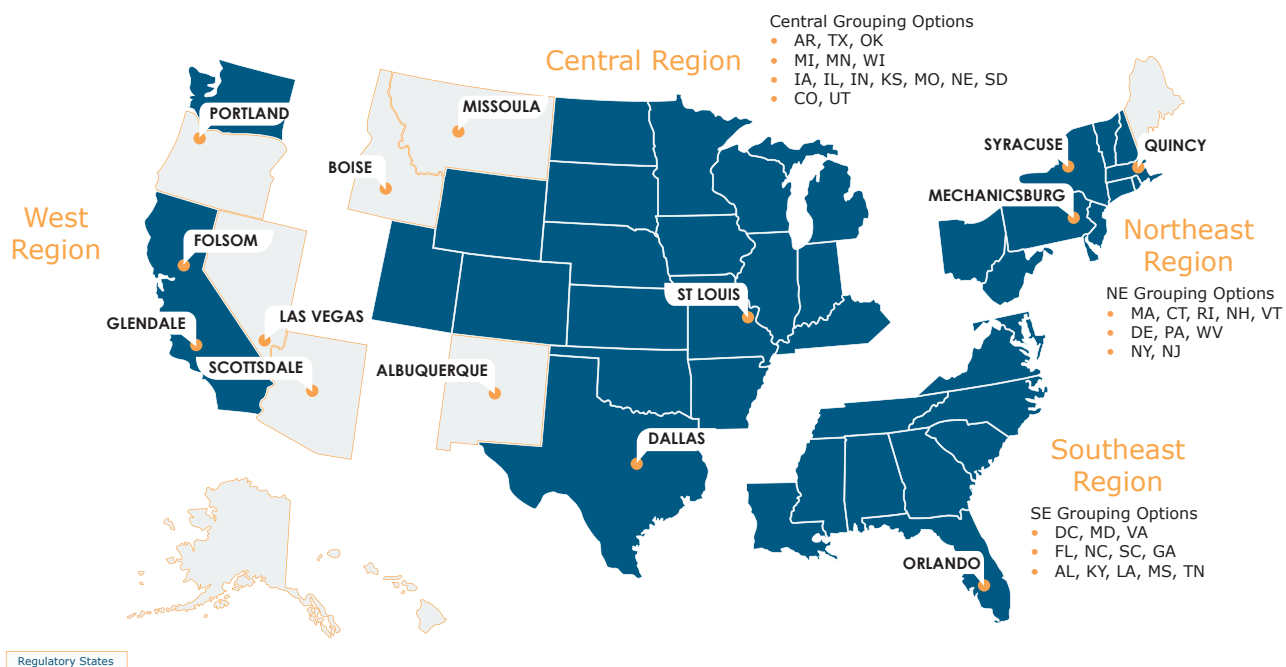 Central Grouping Options
• AR, TX, OK
• MI, MN, WI
• IA, IL, IN, KS, MO, NE, SD
• CO, UT
Central Region
PORTLAND
MISSOULA
BOISE
SYRACUSE
QUINCY
MECHANICSBURG
West
Region
FOLSOM
Northeast
Region
ST LOUIS
NE Grouping Options
• MA, CT, RI, NH, VT
• DE, PA, WV
• NY, NJ
GLENDALE
LAS VEGAS
SCOTTSDALE
ALBUQUERQUE
DALLAS
Southeast
Region
SE Grouping Options
• DC, MD, VA
• FL, NC, SC, GA
• AL, KY, LA, MS, TN
ORLANDO
Regulatory States